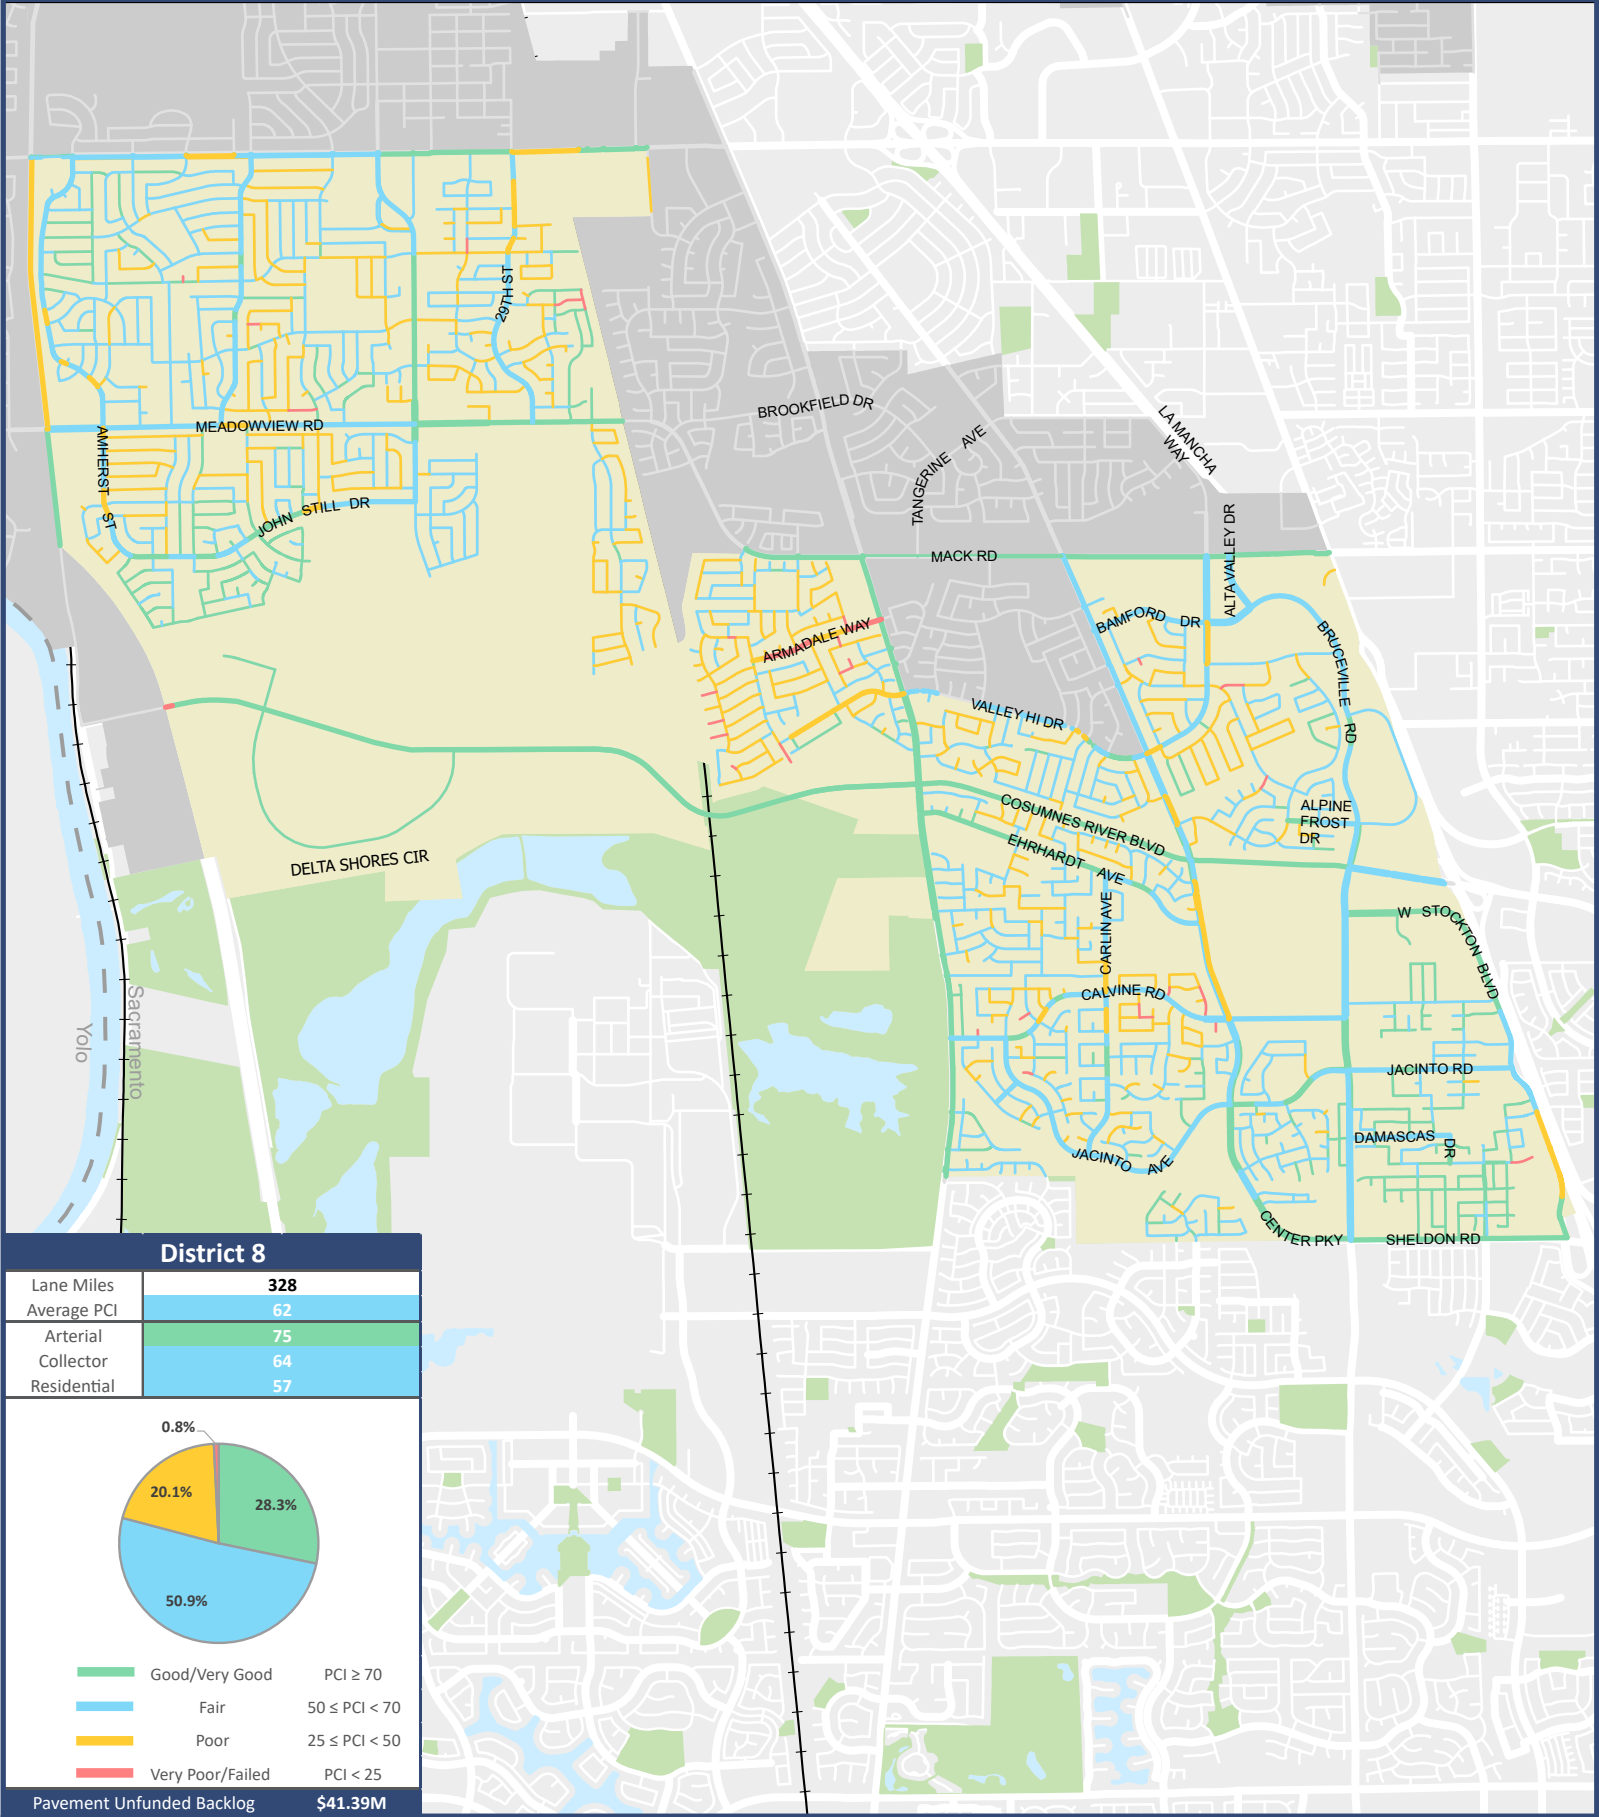 29TH ST
BROOKFIELD DR
LA MANCHA
WAY
MEADOWVIEW RD
AMHERST ST
TANGERINE AVE
JOHN STILL DR
ALTA VALLEY DR
MACK RD
BAMFORD DR
ARMADALE WAY
BRUCEVILLE RD
VALLEY HI DR
COSUMNES RIVER BLVD
ALPINE
FROST
DR
EHRHARDT AVE
DELTA SHORES CIR
CARLIN AVE
W STOCKTON BLVD
CALVINE RD
Yolo
Sacramento
JACINTO RD
DAMASCAS DR
JACINTO AVE
CENTER PKY
SHELDON RD
District 8
Lane Miles 328
Average PCI 62
Arterial 75
Collector 64
Residential 57
0.8%
20.1%
28.3%
50.9%
Good/Very Good PCI ≥ 70
Fair 50 ≤ PCI < 70
Poor 25 ≤ PCI < 50
Very Poor/Failed PCI < 25
Pavement Unfunded Backlog $41.39M